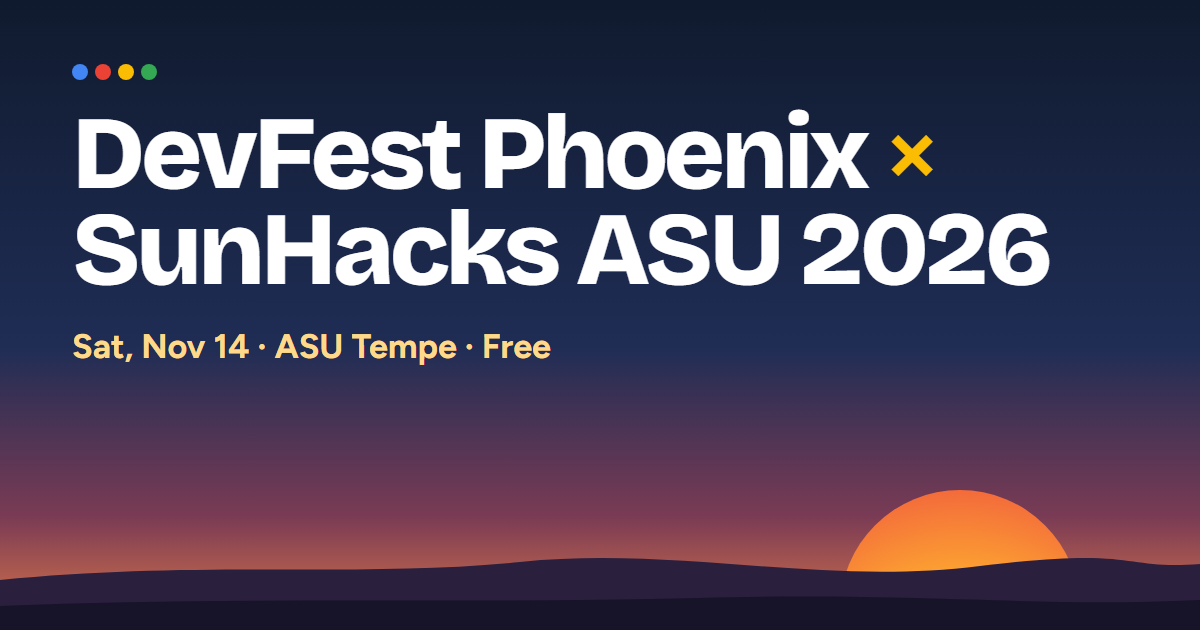 DevFest Phoenix ×
SunHacks ASU 2026
Sat, Nov 14 · ASU Tempe · Free